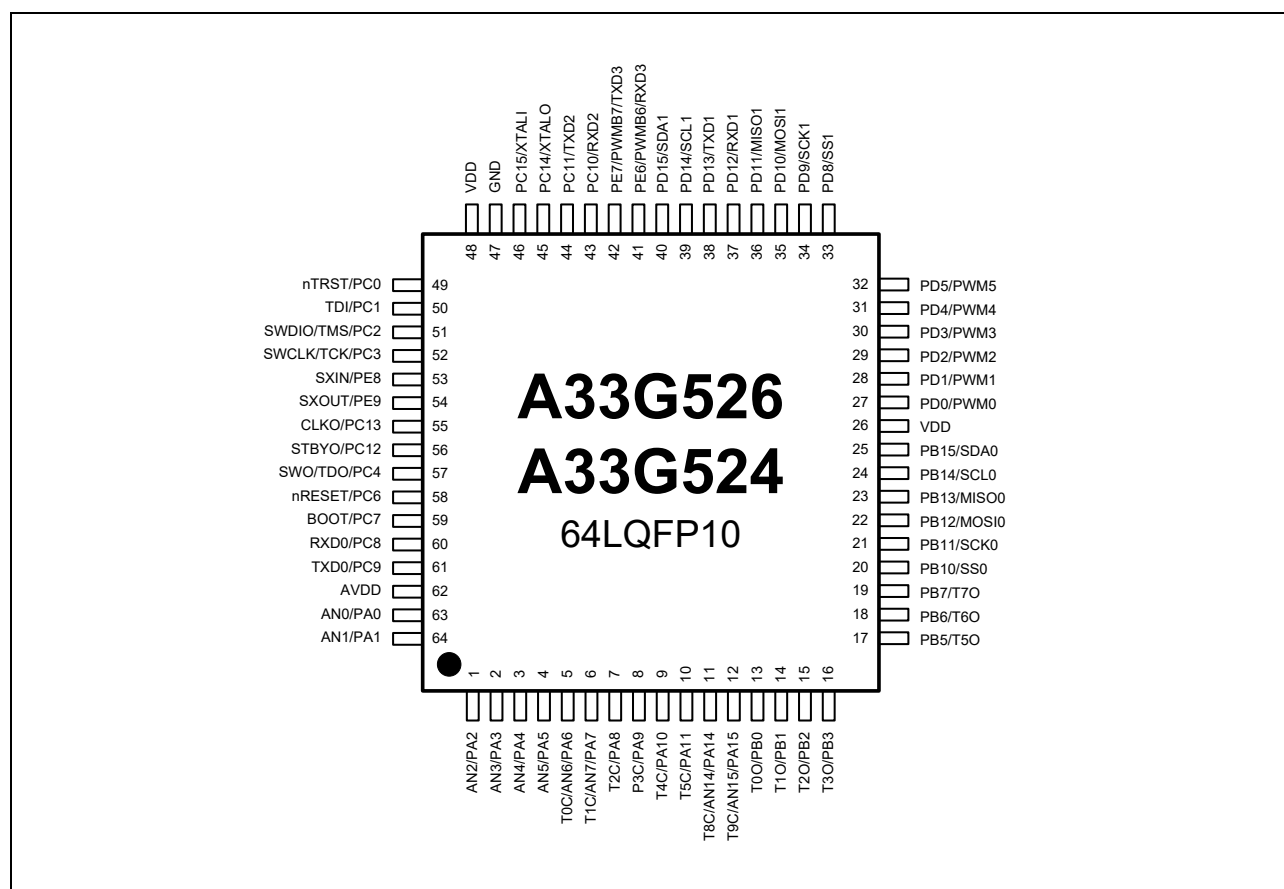 VDD
GND
PC15/XTALI
PC14/XTALO
PC11/TXD2
PC10/RXD2
PE7/PWMB7/TXD3
PE6/PWMB6/RXD3
PD15/SDA1
PD14/SCL1
PD13/TXD1
PD12/RXD1
PD11/MISO1
PD10/MOSI1
PD9/SCK1
PD8/SS1
48
47
46
45
44
43
42
41
40
39
38
37
36
35
34
33
nTRST/PC0 49
TDI/PC1 50
SWDIO/TMS/PC2 51
SWCLK/TCK/PC3 52
SXIN/PE8 53
SXOUT/PE9 54
CLKO/PC13 55
STBYO/PC12 56
SWO/TDO/PC4 57
nRESET/PC6 58
BOOT/PC7 59
RXD0/PC8 60
TXD0/PC9 61
AVDD 62
AN0/PA0 63
AN1/PA1 64
A33G526
A33G524
64LQFP10
32 PD5/PWM5
31 PD4/PWM4
30 PD3/PWM3
29 PD2/PWM2
28 PD1/PWM1
27 PD0/PWM0
26 VDD
25 PB15/SDA0
24 PB14/SCL0
23 PB13/MISO0
22 PB12/MOSI0
21 PB11/SCK0
20 PB10/SS0
19 PB7/T7O
18 PB6/T6O
17 PB5/T5O
1
2
3
4
5
6
7
8
9
10
11
12
13
14
15
16
AN2/PA2
AN3/PA3
AN4/PA4
AN5/PA5
T0C/AN6/PA6
T1C/AN7/PA7
T2C/PA8
P3C/PA9
T4C/PA10
T5C/PA11
T8C/AN14/PA14
T9C/AN15/PA15
T0O/PB0
T1O/PB1
T2O/PB2
T3O/PB3